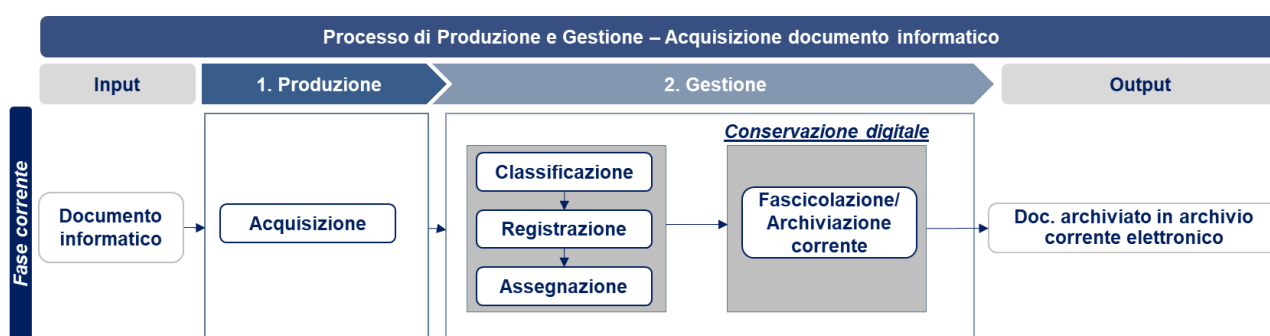 Processo di Produzione e Gestione – Acquisizione documento informatico
Input
1. Produzione
2. Gestione
Output
Fase corrente
Documento
informatico
Acquisizione
Classificazione
Registrazione
Assegnazione
Conservazione digitale
Fascicolazione/
Archiviazione
corrente
Doc. archiviato in archivio
corrente elettronico